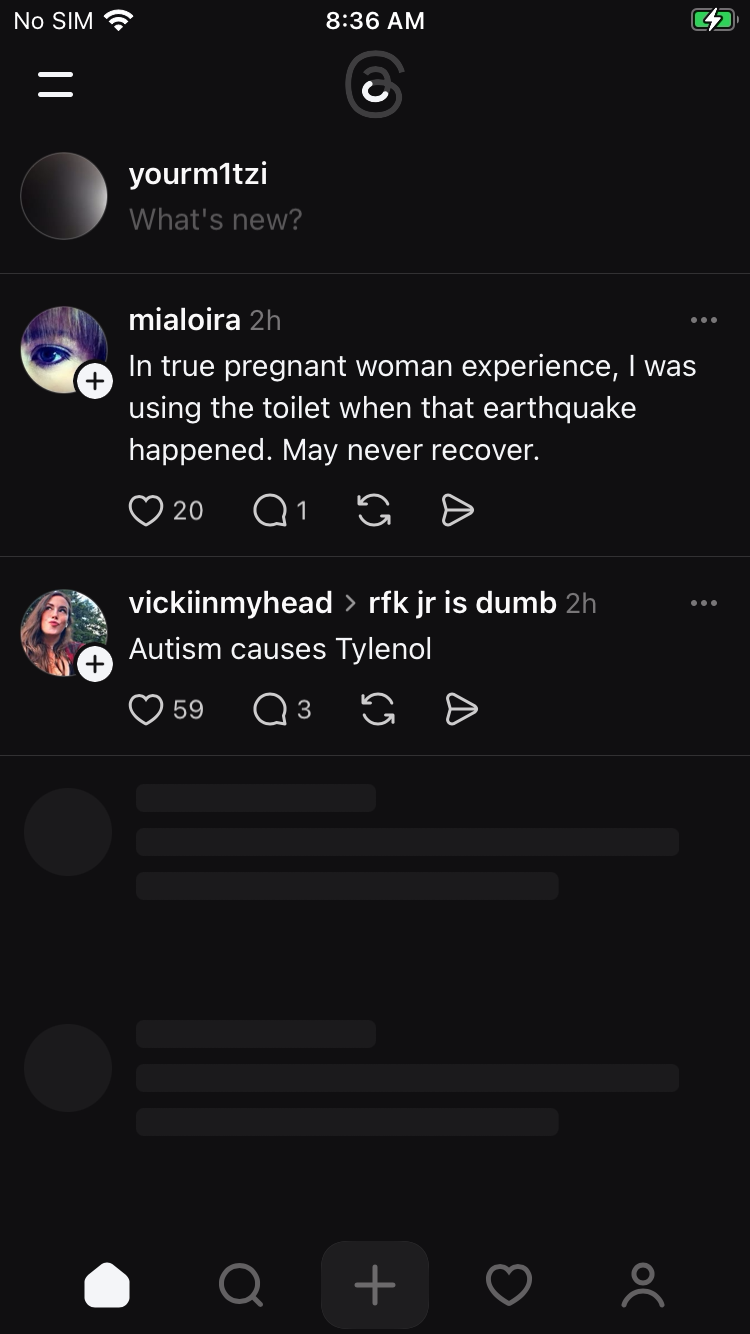 No SIM 8:36 AM
yourm1tzi
What's new?
mialoira 2h
In true pregnant woman experience, I was
using the toilet when that earthquake
happened. May never recover.
20 1
vickiinmyhead > rfk jr is dumb 2h
Autism causes Tylenol
59 3